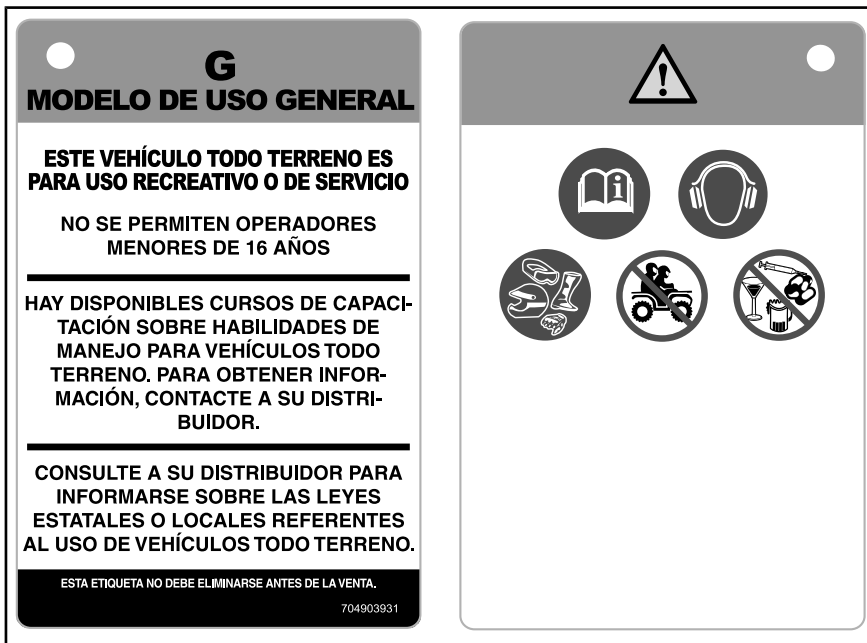 G
MODELO DE USO GENERAL
ESTE VEHÍCULO TODO TERRENO ES
PARA USO RECREATIVO O DE SERVICIO
NO SE PERMITEN OPERADORES
MENORES DE 16 AÑOS
HAY DISPONIBLES CURSOS DE CAPACI-
TACIÓN SOBRE HABILIDADES DE
MANEJO PARA VEHÍCULOS TODO
TERRENO. PARA OBTENER INFOR-
MACIÓN, CONTACTE A SU DISTRI-
BUIDOR.
CONSULTE A SU DISTRIBUIDOR PARA
INFORMARSE SOBRE LAS LEYES
ESTATALES O LOCALES REFERENTES
AL USO DE VEHÍCULOS TODO TERRENO.
ESTA ETIQUETA NO DEBE ELIMINARSE ANTES DE LA VENTA.
704903931